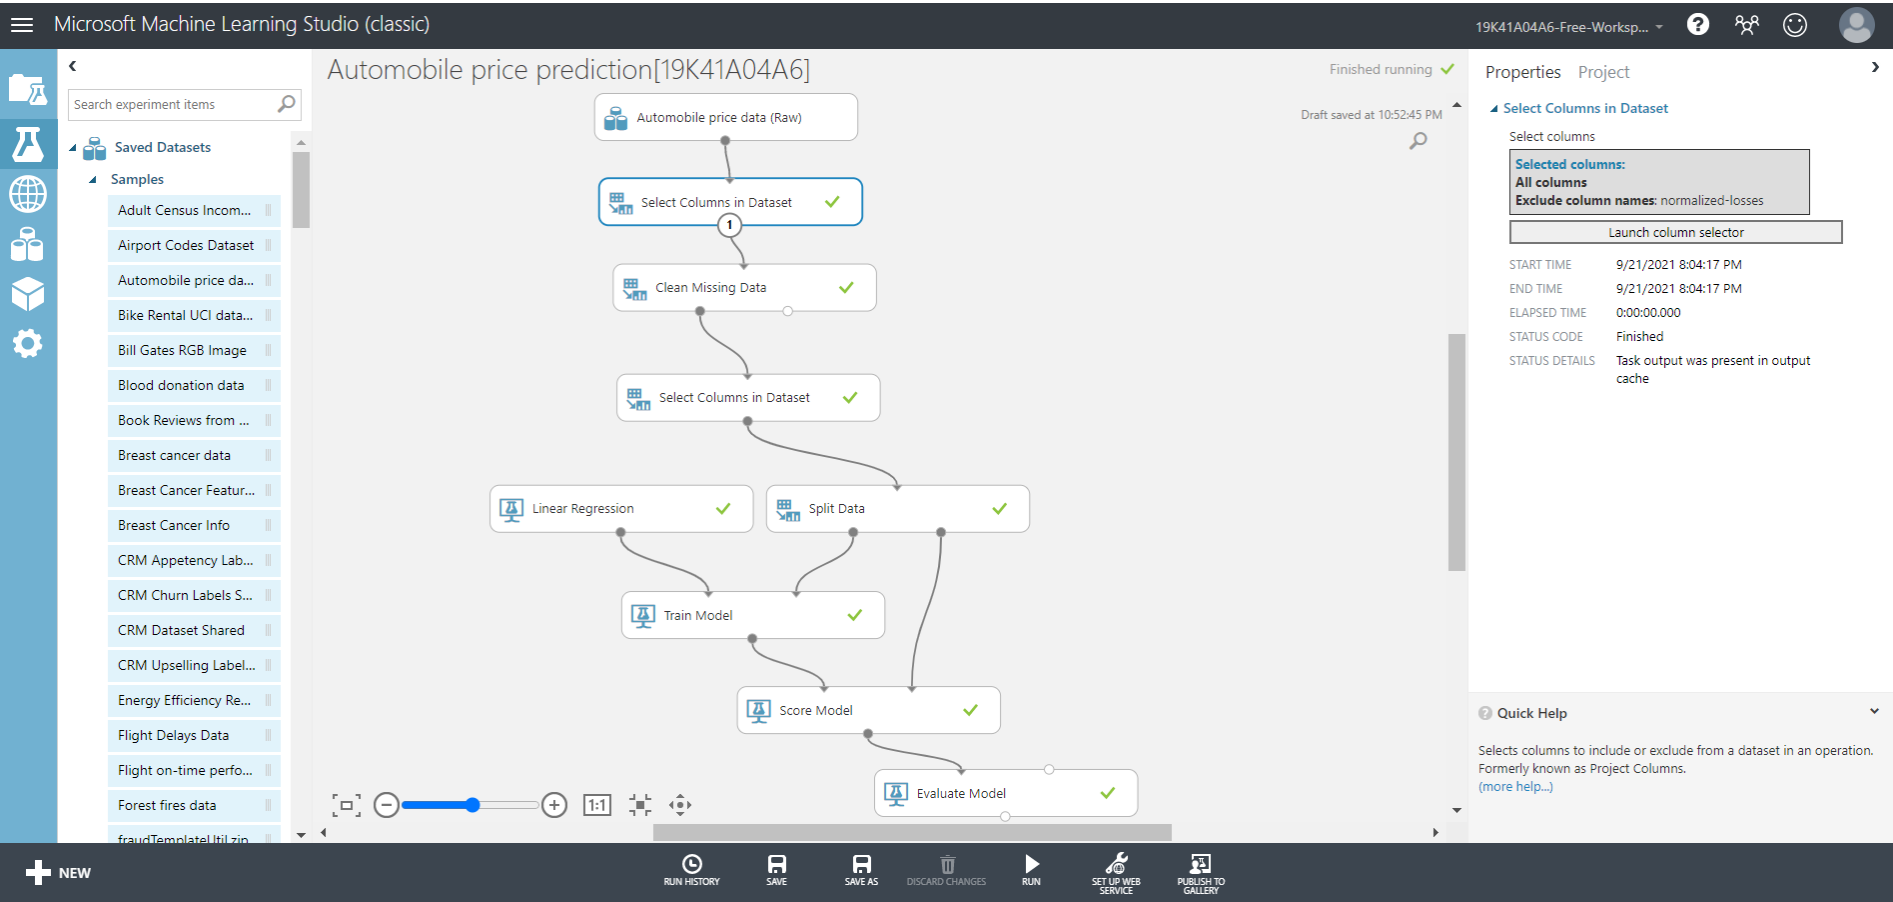 Microsoft Machine Learning Studio (classic)
19K41A04A6-Free-Worksp...
Automobile price prediction[19K41A04A6]
Finished running
Draft saved at 10:52:45 PM
Search experiment items
Saved Datasets
Samples
Adult Census Incom...
Airport Codes Dataset
Automobile price da...
Bike Rental UCI data...
Bill Gates RGB Image
Blood donation data
Book Reviews from ...
Breast cancer data
Breast Cancer Featur...
Breast Cancer Info
CRM Appetency Lab...
CRM Churn Labels S...
CRM Dataset Shared
CRM Upselling Label...
Energy Efficiency Re...
Flight Delays Data
Flight on-time perfo...
Forest fires data
fraudTemplateUtil.zip
Automobile price data (Raw)
Select Columns in Dataset
1
Clean Missing Data
Select Columns in Dataset
Linear Regression
Split Data
Train Model
Score Model
Evaluate Model
1:1
Properties Project
Select Columns in Dataset
Select columns
Selected columns:
All columns
Exclude column names: normalized-losses
Launch column selector
START TIME 9/21/2021 8:04:17 PM
END TIME 9/21/2021 8:04:17 PM
ELAPSED TIME 0:00:00.000
STATUS CODE Finished
STATUS DETAILS Task output was present in output
cache
Quick Help
Selects columns to include or exclude from a dataset in an operation.
Formerly known as Project Columns.
(more help...)
NEW
RUN HISTORY
SAVE
SAVE AS
DISCARD CHANGES
RUN
SET UP WEB
SERVICE
PUBLISH TO
GALLERY